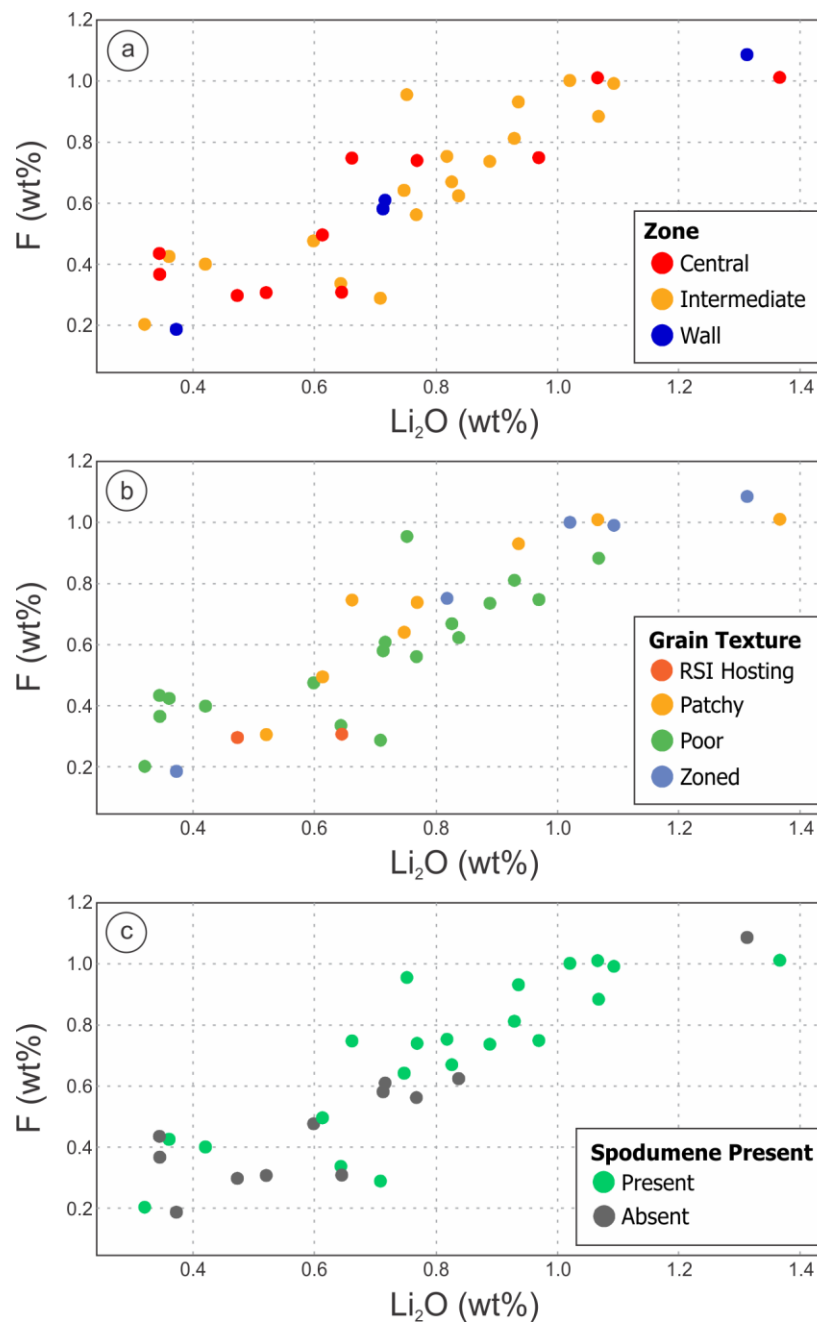 a
1.2
1.0
0.8
0.6
0.4
0.2
F (wt%)
0.4 0.6 0.8 1.0 1.2 1.4
Li₂O (wt%)
Zone
Central
Intermediate
Wall
b
1.2
1.0
0.8
0.6
0.4
0.2
F (wt%)
0.4 0.6 0.8 1.0 1.2 1.4
Li₂O (wt%)
Grain Texture
RSI Hosting
Patchy
Poor
Zoned
c
1.2
1.0
0.8
0.6
0.4
0.2
F (wt%)
0.4 0.6 0.8 1.0 1.2 1.4
Li₂O (wt%)
Spodumene Present
Present
Absent